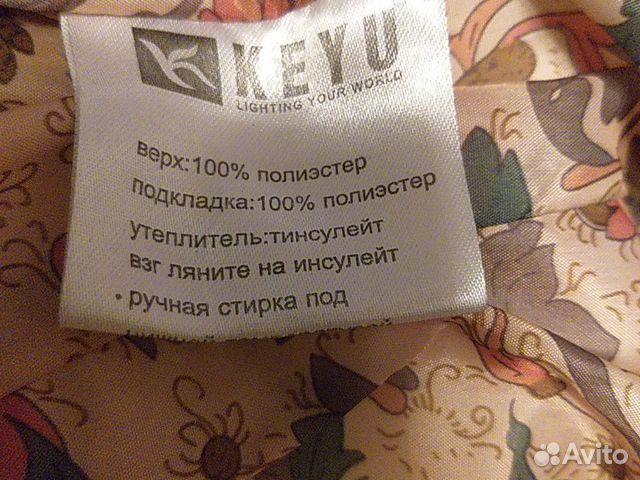 KEYU
LIGHTING YOUR WORLD
верх:100% полиэстер
подкладка:100% полиэстер
утеплитель:тинсулейт
взг ляните на инсулейт
• ручная стирка под
Avito